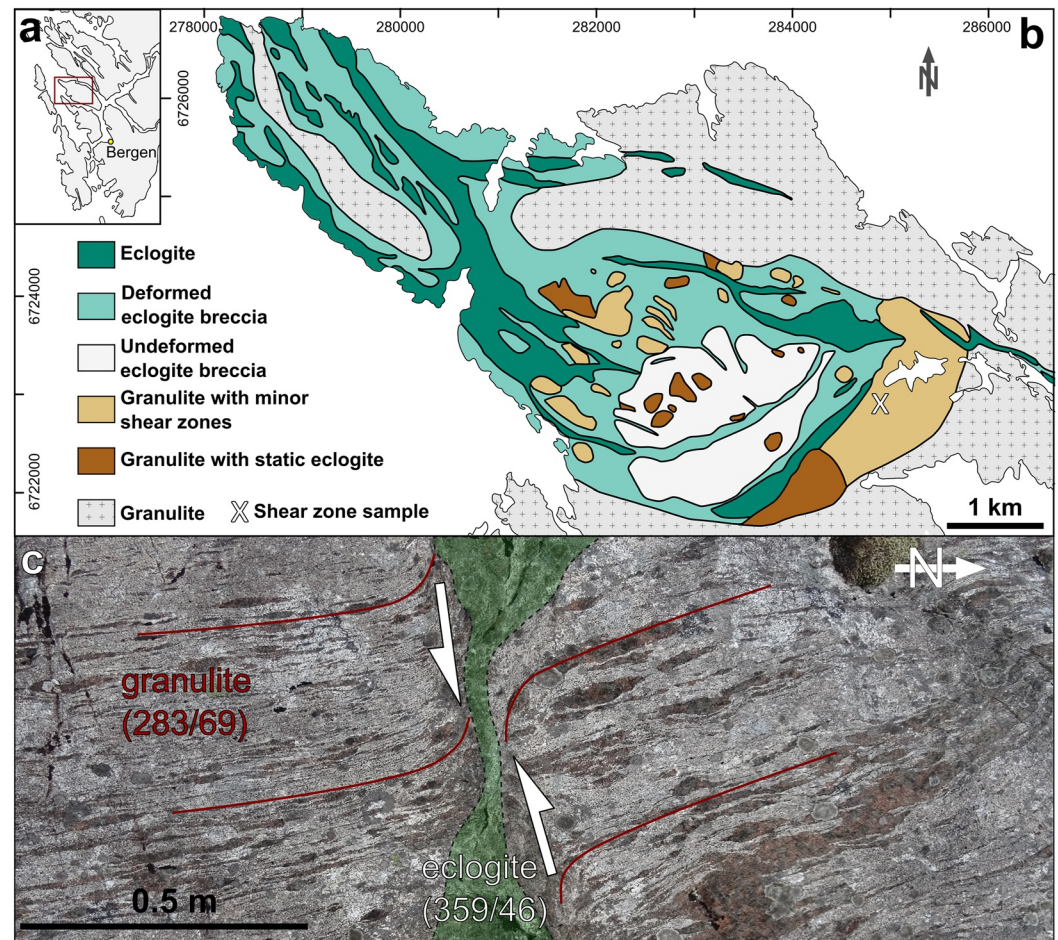 a
Bergen
278000
280000
282000
284000
286000
b
6726000
6724000
6722000
N
Eclogite
Deformed
eclogite breccia
Undeformed
eclogite breccia
Granulite with minor
shear zones
Granulite with static eclogite
Granulite
X Shear zone sample
X
1 km
c
N
granulite
(283/69)
eclogite
(359/46)
0.5 m